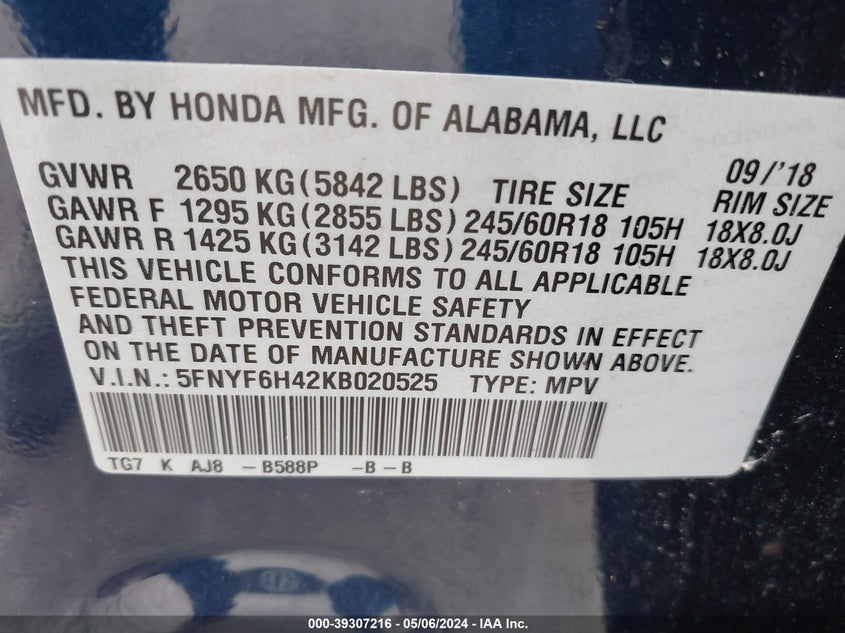 MFD. BY HONDA MFG. OF ALABAMA, LLC
09/'18
GVWR 2650 KG (5842 LBS) TIRE SIZE RIM SIZE
GAWR F 1295 KG (2855 LBS) 245/60R18 105H 18X8.0J
GAWR R 1425 KG (3142 LBS) 245/60R18 105H 18X8.0J
THIS VEHICLE CONFORMS TO ALL APPLICABLE
FEDERAL MOTOR VEHICLE SAFETY
AND THEFT PREVENTION STANDARDS IN EFFECT
ON THE DATE OF MANUFACTURE SHOWN ABOVE.
V.I.N.: 5FNYF6H42KB020525 TYPE: MPV
TG7 K AJ8 -B588P -B-B
000-39307216 - 05/06/2024 - IAA Inc.